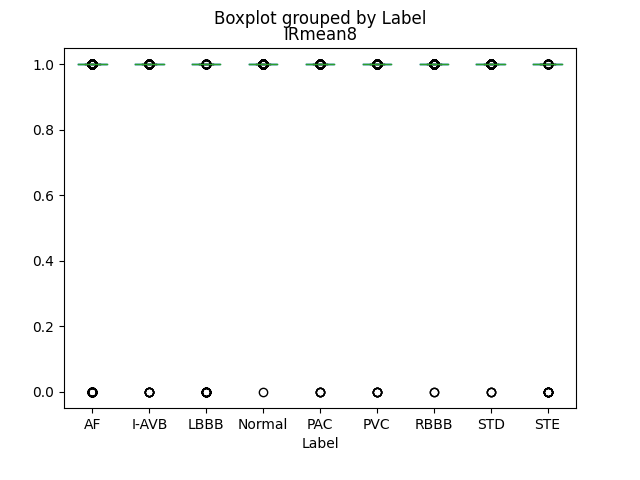 Boxplot grouped by Label
TRmean8
1.0
0.8
0.6
0.4
0.2
0.0
AF I-AVB LBBB Normal PAC PVC RBBB STD STE
Label